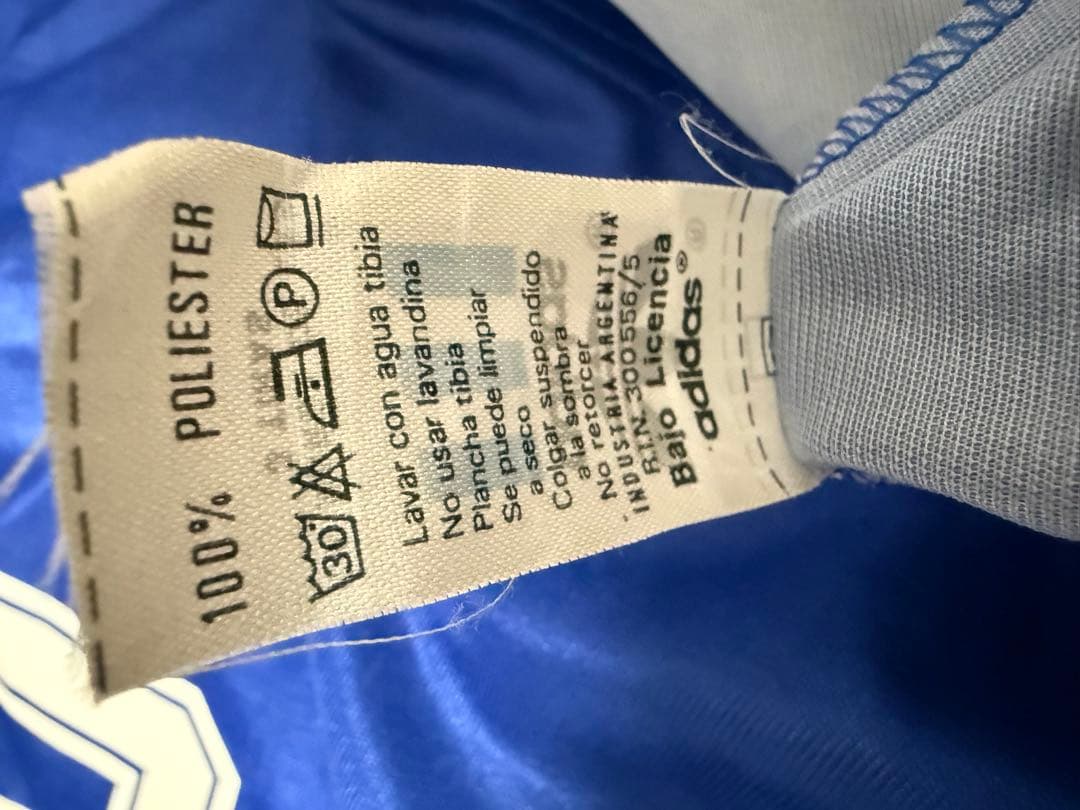 100% POLIESTER
30 P
Lavar con agua tibia
No usar lavandina
Plancha tibia
Se puede limpiar
a seco
Colgar suspendido
a la sombra
No retorcer
INDUSTRIA ARGENTINA
R.I.N. 300556/5
Bajo Licencia
adidas®